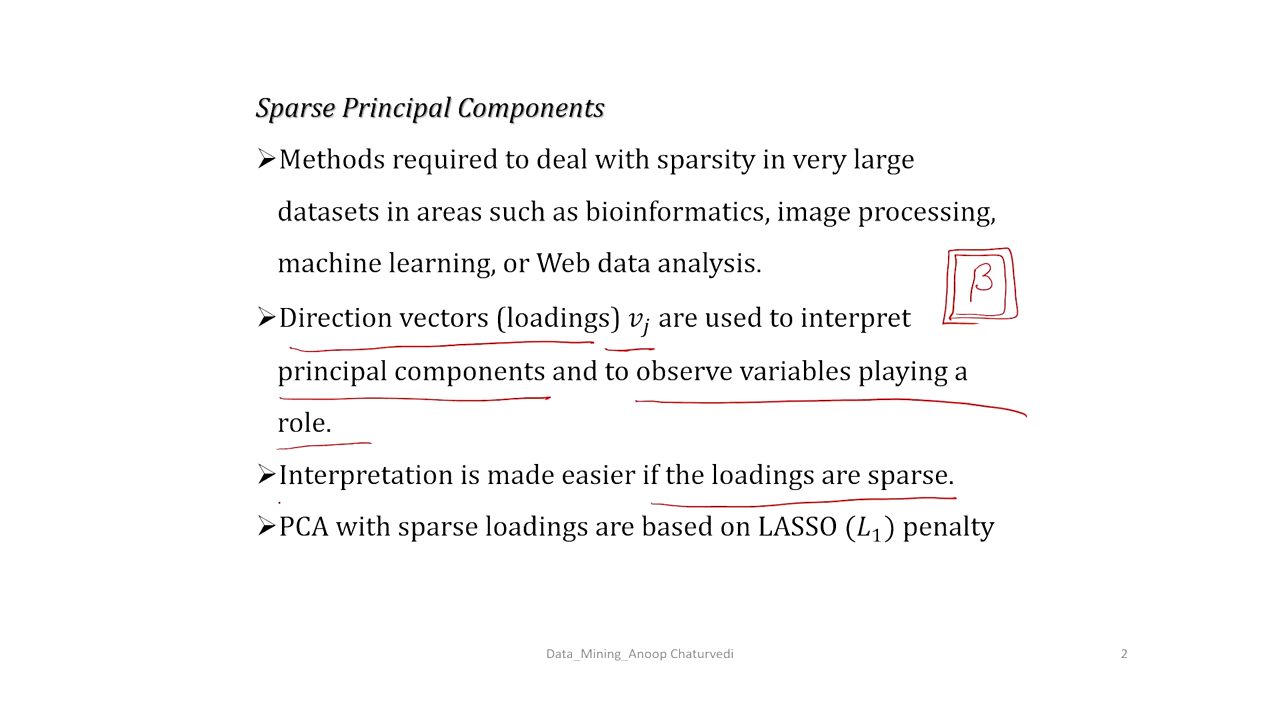 Sparse Principal Components
➢Methods required to deal with sparsity in very large
datasets in areas such as bioinformatics, image processing,
machine learning, or Web data analysis.
β
➢Direction vectors (loadings) v_j are used to interpret
principal components and to observe variables playing a
role.
➢Interpretation is made easier if the loadings are sparse.
➢PCA with sparse loadings are based on LASSO (L_1) penalty
Data_Mining_Anoop Chaturvedi
2